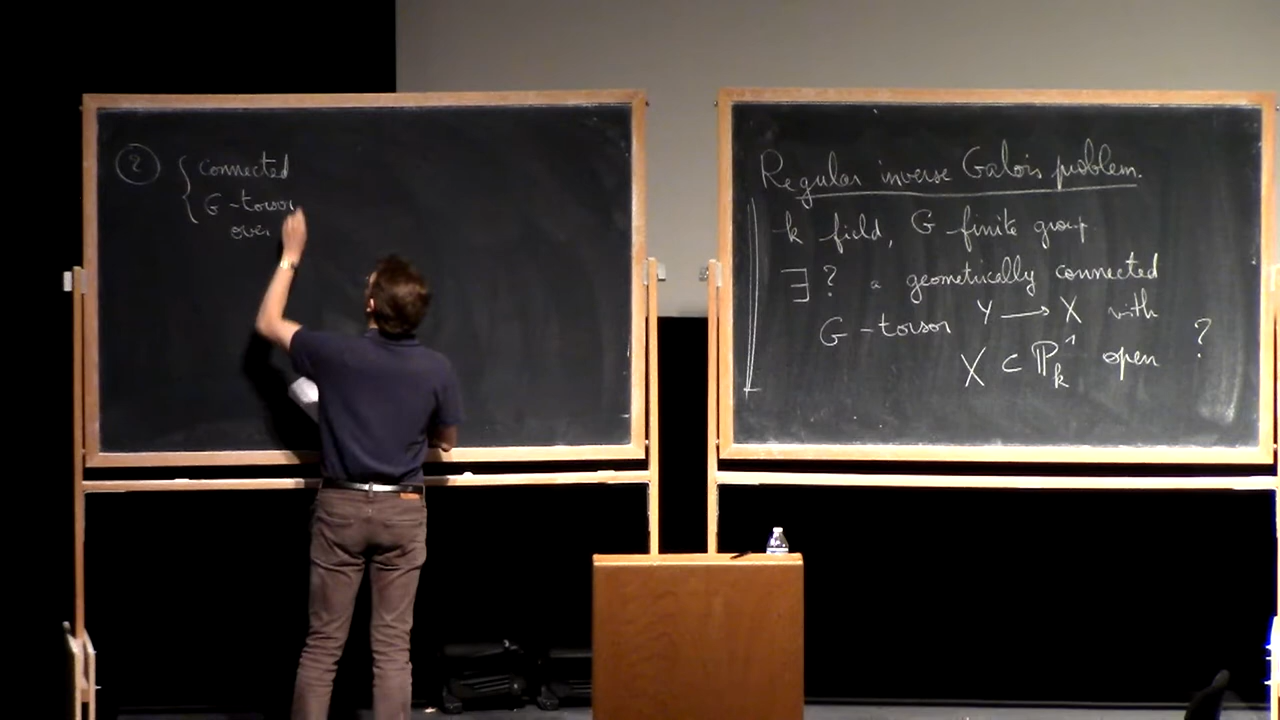 ② { connected
G-torsor
over
Regular inverse Galois problem.
k field, G finite group.
∃? a geometrically connected
G-torsor Y ⟶ X with
X ⊂ ℙ¹ₖ open ?